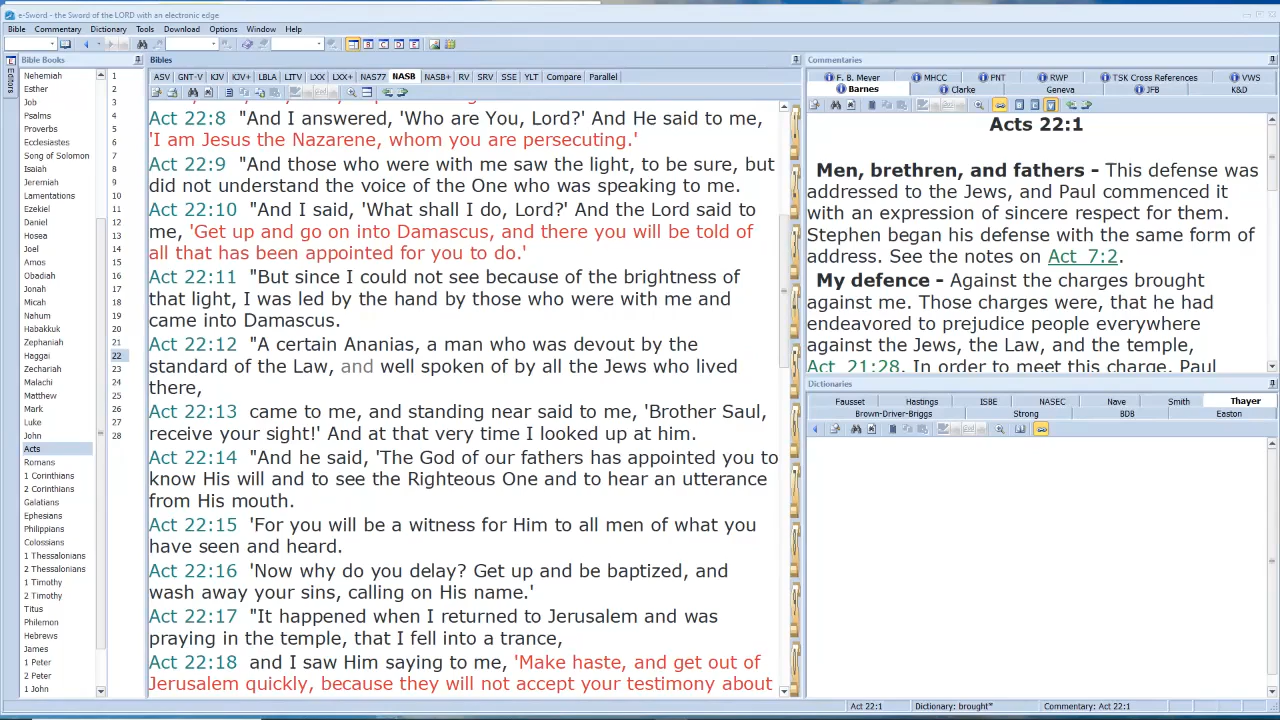 e-Sword - the Sword of the LORD with an electronic edge
Bible Commentary Dictionary Tools Download Options Window Help
B C D E
Editors
Bible Books
Nehemiah
Esther
Job
Psalms
Proverbs
Ecclesiastes
Song of Solomon
Isaiah
Jeremiah
Lamentations
Ezekiel
Daniel
Hosea
Joel
Amos
Obadiah
Jonah
Micah
Nahum
Habakkuk
Zephaniah
Haggai
Zechariah
Malachi
Matthew
Mark
Luke
John
Acts
Romans
1 Corinthians
2 Corinthians
Galatians
Ephesians
Philippians
Colossians
1 Thessalonians
2 Thessalonians
1 Timothy
2 Timothy
Titus
Philemon
Hebrews
James
1 Peter
2 Peter
1 John
1
2
3
4
5
6
7
8
9
10
11
12
13
14
15
16
17
18
19
20
21
22
23
24
25
26
27
28
Bibles
ASV GNT-V KJV KJV+ LBLA LITV LXX LXX+ NAS77 NASB NASB+ RV SRV SSE YLT Compare Parallel
Act 22:8 "And I answered, 'Who are You, Lord?' And He said to me,
'I am Jesus the Nazarene, whom you are persecuting.'
Act 22:9 "And those who were with me saw the light, to be sure, but
did not understand the voice of the One who was speaking to me.
Act 22:10 "And I said, 'What shall I do, Lord?' And the Lord said to
me, 'Get up and go on into Damascus, and there you will be told of
all that has been appointed for you to do.'
Act 22:11 "But since I could not see because of the brightness of
that light, I was led by the hand by those who were with me and
came into Damascus.
Act 22:12 "A certain Ananias, a man who was devout by the
standard of the Law, and well spoken of by all the Jews who lived
there,
Act 22:13 came to me, and standing near said to me, 'Brother Saul,
receive your sight!' And at that very time I looked up at him.
Act 22:14 "And he said, 'The God of our fathers has appointed you to
know His will and to see the Righteous One and to hear an utterance
from His mouth.
Act 22:15 'For you will be a witness for Him to all men of what you
have seen and heard.
Act 22:16 'Now why do you delay? Get up and be baptized, and
wash away your sins, calling on His name.'
Act 22:17 "It happened when I returned to Jerusalem and was
praying in the temple, that I fell into a trance,
Act 22:18 and I saw Him saying to me, 'Make haste, and get out of
Jerusalem quickly, because they will not accept your testimony about
Commentaries
F. B. Meyer MHCC PNT RWP TSK Cross References VWS
Barnes Clarke Geneva JFB K&D
Acts 22:1
Men, brethren, and fathers - This defense was
addressed to the Jews, and Paul commenced it
with an expression of sincere respect for them.
Stephen began his defense with the same form of
address. See the notes on Act_7:2.
My defence - Against the charges brought
against me. Those charges were, that he had
endeavored to prejudice people everywhere
against the Jews, the Law, and the temple,
Act_21:28. In order to meet this charge, Paul
Dictionaries
Fausset Hastings ISBE NASEC Nave Smith Thayer
Brown-Driver-Briggs Strong BDB Easton
Act 22:1 Dictionary: brought* Commentary: Act 22:1